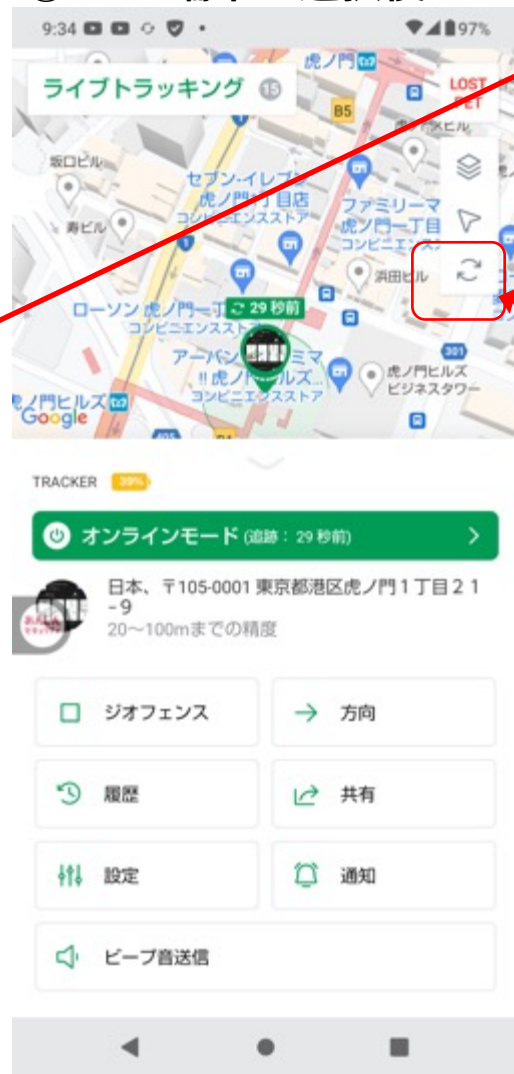 9:34
97%
ライブトラッキング 15
虎ノ門
B5
LOST
PET
坂口ビル
セブン-イレブン
虎ノ門1丁目店
コンビニエンスストア
寿ビル
ファミリーマ
虎ノ門一丁目
コンビニエンス
浜田ビル
ローソン 虎ノ門一丁
コンビニエンススト
29 秒前
アーバン
ミマ
!!虎ノ
ルズ...
コンビニエンスストア
301
虎ノ門ヒルズ
ビジネスタワー
虎ノ門ヒルズ
Google
TRACKER 39%
オンラインモード (追跡: 29 秒前)
日本、〒105-0001 東京都港区虎ノ門1丁目21
-9
20〜100mまでの精度
ジオフェンス
方向
履歴
共有
設定
通知
ビープ音送信